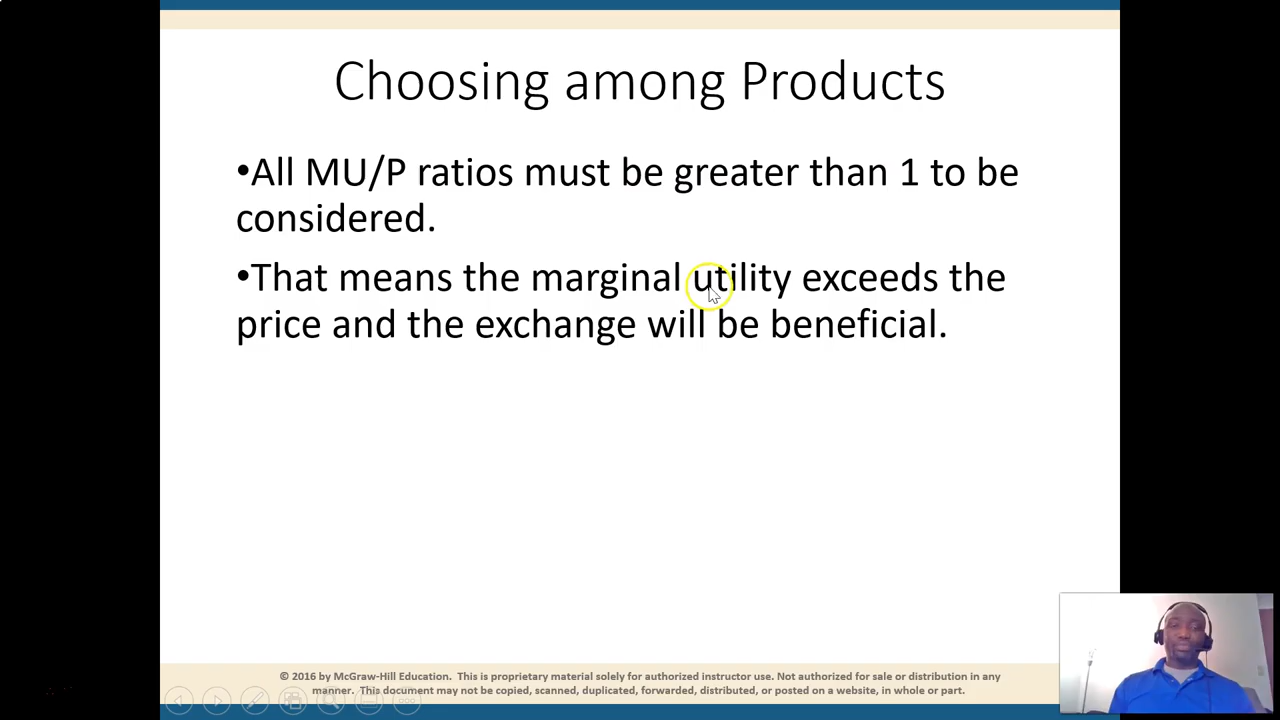 Choosing among Products
•All MU/P ratios must be greater than 1 to be
considered.
•That means the marginal utility exceeds the
price and the exchange will be beneficial.
© 2016 by McGraw-Hill Education. This is proprietary material solely for authorized instructor use. Not authorized for sale or distribution in any
manner. This document may not be copied, scanned, duplicated, forwarded, distributed, or posted on a website, in whole or part.